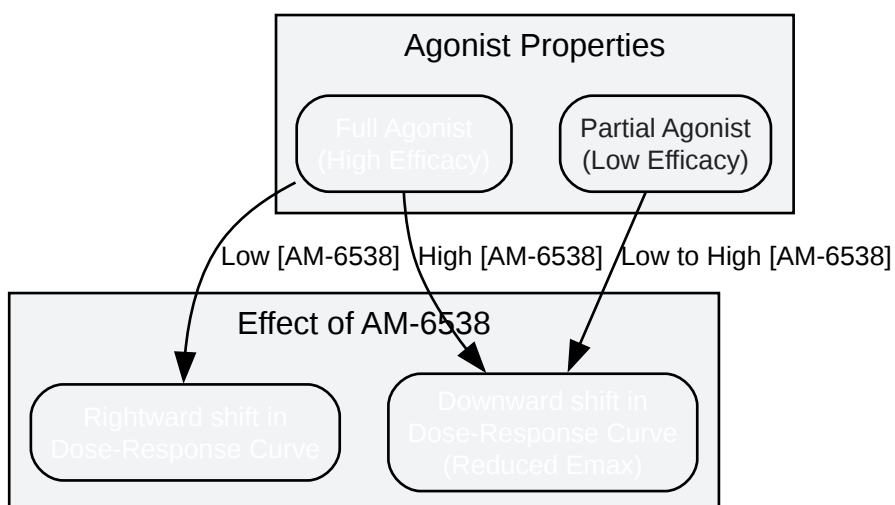 Agonist Properties
Full Agonist
(High Efficacy)
Partial Agonist
(Low Efficacy)
Low [AM-6538]
High [AM-6538]
Low to High [AM-6538]
Effect of AM-6538
Rightward shift in
Dose-Response Curve
Downward shift in
Dose-Response Curve
(Reduced Emax)